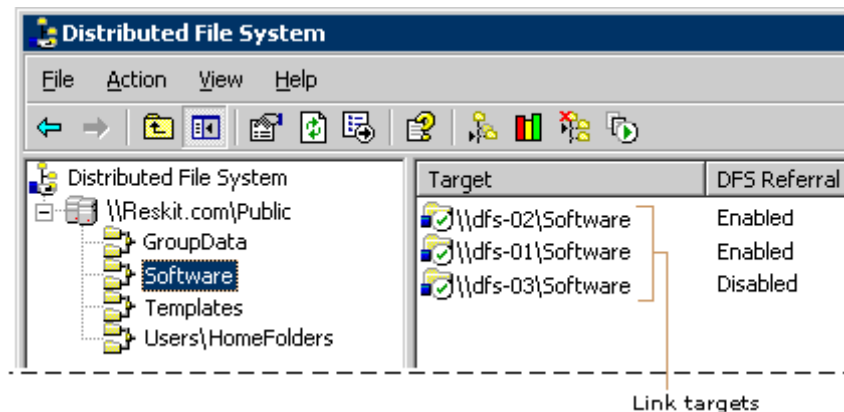 Distributed File System
File Action View Help
Distributed File System
\\Reskit.com\Public
GroupData
Software
Templates
Users\HomeFolders
Target DFS Referral
\\dfs-02\Software Enabled
\\dfs-01\Software Enabled
\\dfs-03\Software Disabled
Link targets